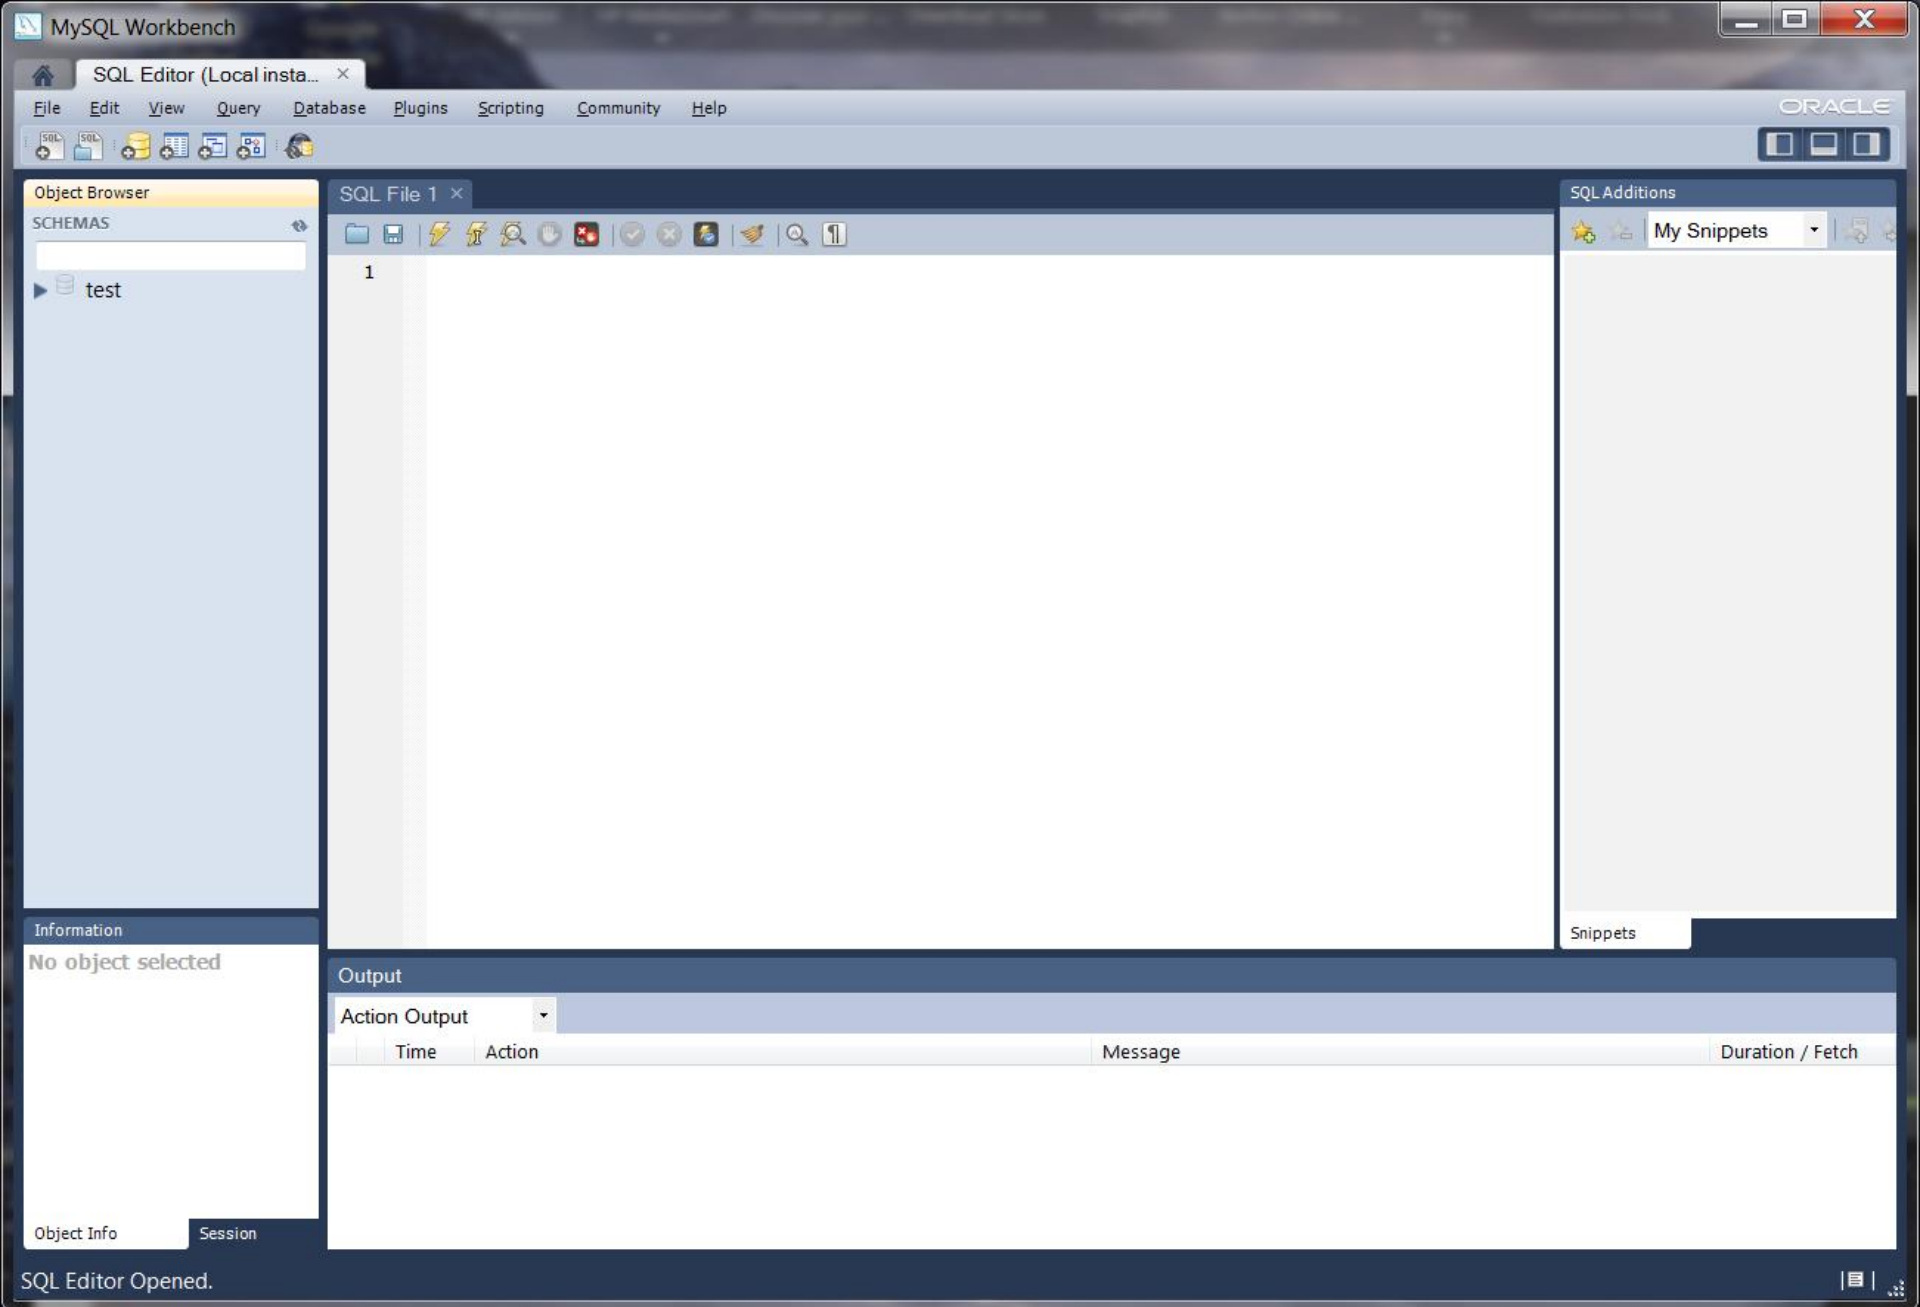 MySQL Workbench
SQL Editor (Local insta...
File Edit View Query Database Plugins Scripting Community Help
ORACLE
SQL SQL
Object Browser
SCHEMAS
test
SQL File 1
1
SQL Additions
My Snippets
Snippets
Information
No object selected
Object Info Session
Output
Action Output
Time Action Message Duration / Fetch
SQL Editor Opened.